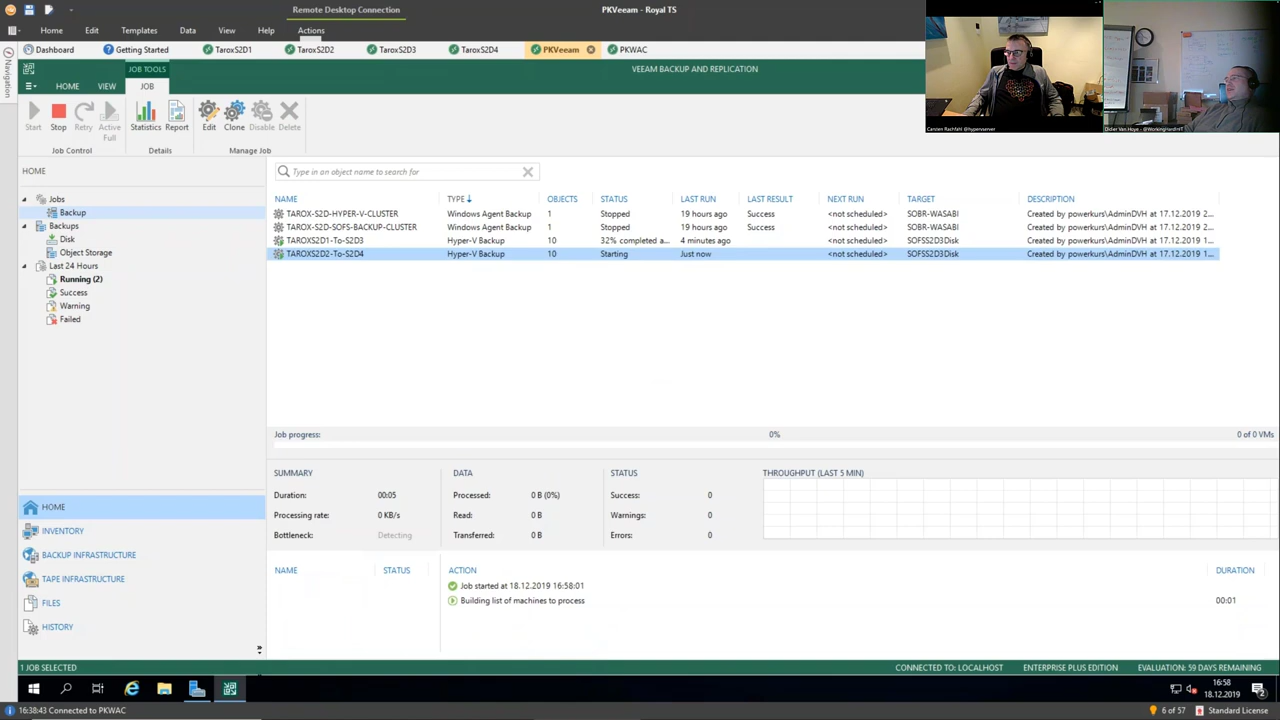 Remote Desktop Connection
PKVeeam - Royal TS
Home Edit Templates Data View Help Actions
Dashboard Getting Started TaroxS2D1 TaroxS2D2 TaroxS2D3 TaroxS2D4 PKVeeam PKWAC
Navigation
JOB TOOLS
VEEAM BACKUP AND REPLICATION
HOME VIEW JOB
Start Stop Retry Active Full Statistics Report Edit Clone Disable Delete
Job Control Details Manage Job
Carsten Rachfahl @hypervserver
Didier Van Hoye - @WorkingHardInIT
HOME
Type in an object name to search for
Jobs
Backup
Backups
Disk
Object Storage
Last 24 Hours
Running (2)
Success
Warning
Failed
NAME TYPE OBJECTS STATUS LAST RUN LAST RESULT NEXT RUN TARGET DESCRIPTION
TAROX-S2D-HYPER-V-CLUSTER Windows Agent Backup 1 Stopped 19 hours ago Success <not scheduled> SOBR-WASABI Created by powerkurs\AdminDVH at 17.12.2019 2...
TAROX-S2D-SOFS-BACKUP-CLUSTER Windows Agent Backup 1 Stopped 19 hours ago Success <not scheduled> SOBR-WASABI Created by powerkurs\AdminDVH at 17.12.2019 2...
TAROXS2D1-To-S2D3 Hyper-V Backup 10 32% completed a... 4 minutes ago <not scheduled> SOFSS2D3Disk Created by powerkurs\AdminDVH at 17.12.2019 1...
TAROXS2D2-To-S2D4 Hyper-V Backup 10 Starting Just now <not scheduled> SOFSS2D3Disk Created by powerkurs\AdminDVH at 17.12.2019 1...
Job progress: 0% 0 of 0 VMs
SUMMARY DATA STATUS THROUGHPUT (LAST 5 MIN)
Duration: 00:05 Processed: 0 B (0%) Success: 0
Processing rate: 0 KB/s Read: 0 B Warnings: 0
Bottleneck: Detecting Transferred: 0 B Errors: 0
NAME STATUS ACTION DURATION
Job started at 18.12.2019 16:58:01
Building list of machines to process 00:01
HOME
INVENTORY
BACKUP INFRASTRUCTURE
TAPE INFRASTRUCTURE
FILES
HISTORY
1 JOB SELECTED CONNECTED TO: LOCALHOST ENTERPRISE PLUS EDITION EVALUATION: 59 DAYS REMAINING
16:58
18.12.2019
2
16:38:43 Connected to PKWAC 6 of 57 Standard License